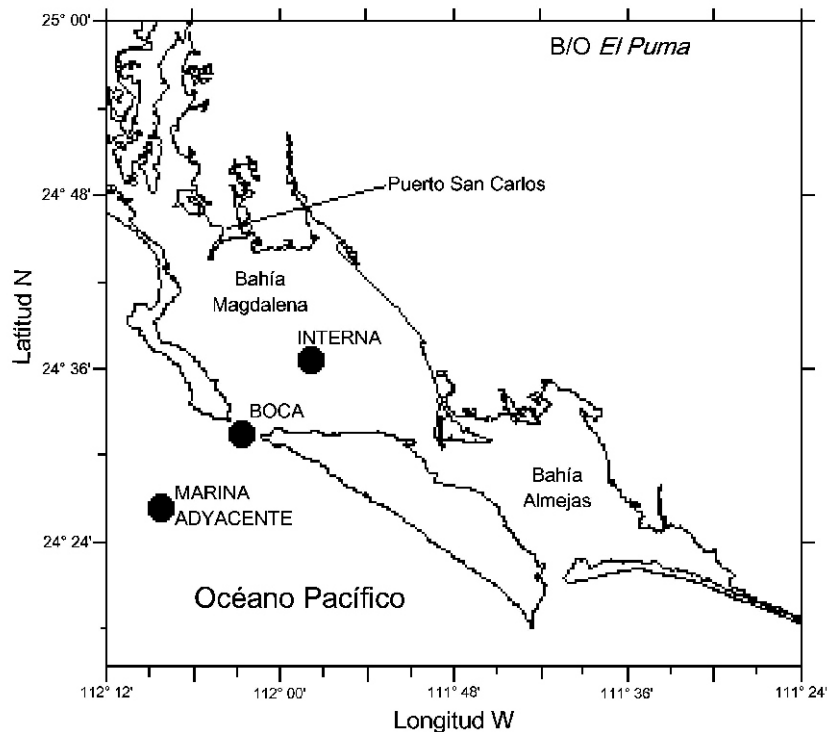 25° 00'
B/O El Puma
Puerto San Carlos
24° 48'
Bahía
Magdalena
Latitud N
INTERNA
24° 36'
BOCA
Bahía
Almejas
MARINA
ADYACENTE
24° 24'
Océano Pacífico
112° 12'
112° 00'
111° 48'
111° 36'
111° 24'
Longitud W